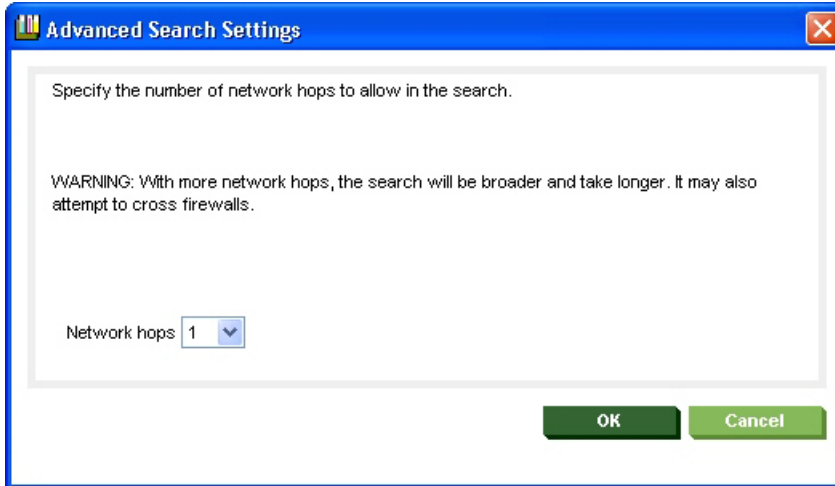 Advanced Search Settings
Specify the number of network hops to allow in the search.
WARNING: With more network hops, the search will be broader and take longer. It may also
attempt to cross firewalls.
Network hops 1
OK Cancel